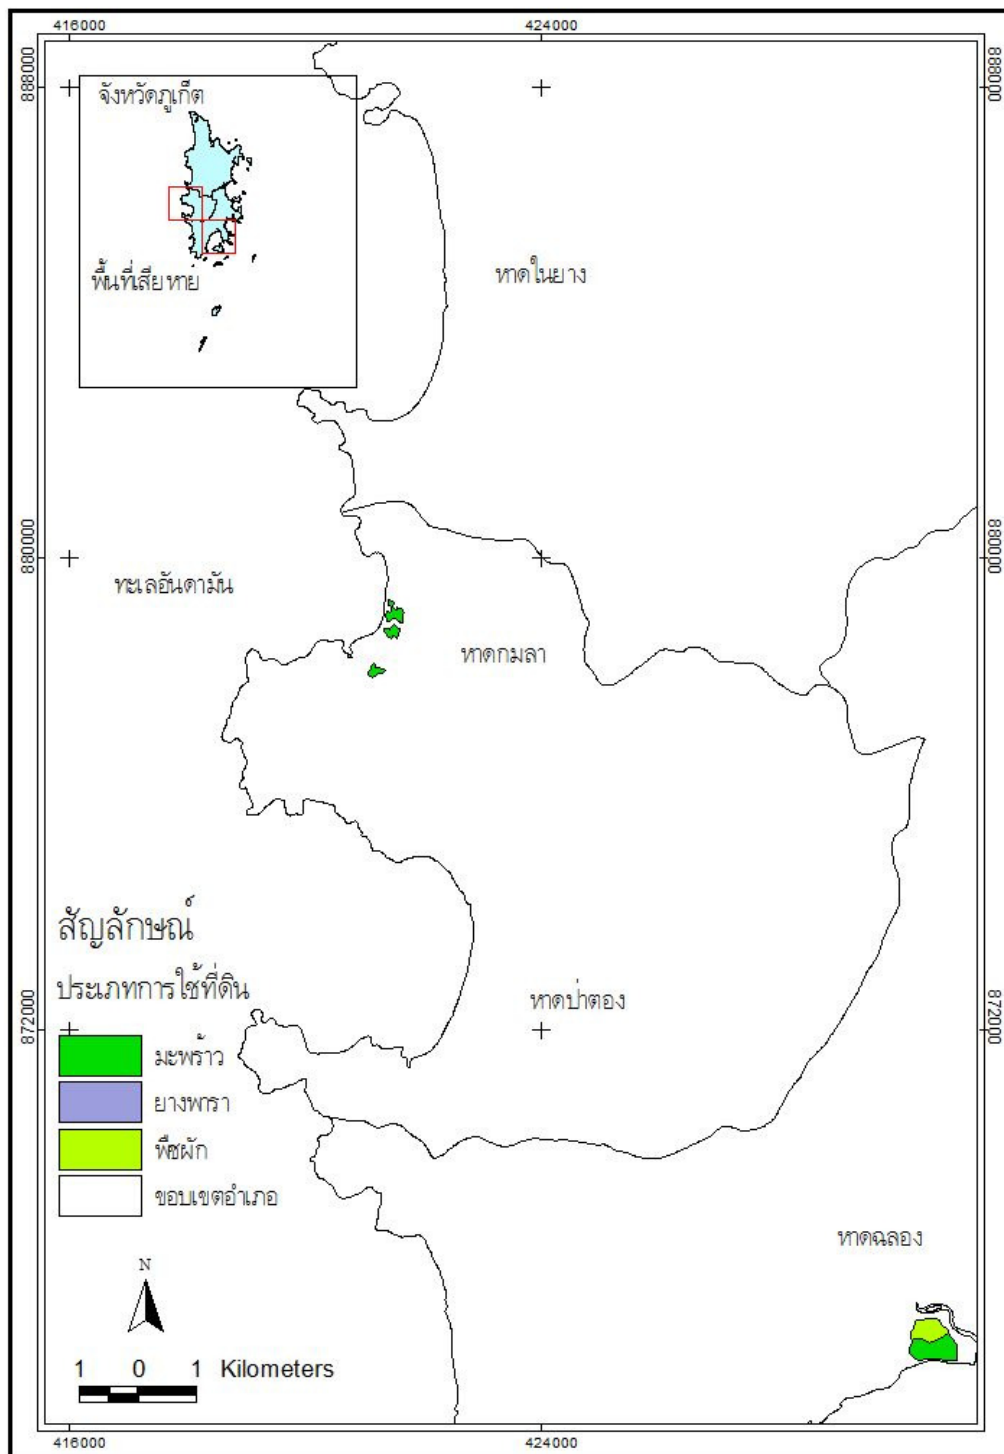 416000
424000
888000
888000
จังหวัดภูเก็ต
พื้นที่เสียหาย
หาดในยาง
880000
880000
ทะเลอันดามัน
หาดกมลา
สัญลักษณ์
ประเภทการใช้ที่ดิน
หาดป่าตอง
872000
872000
มะพร้าว
ยางพารา
พืชผัก
ขอบเขตอำเภอ
หาดฉลอง
N
1 0 1 Kilometers
416000
424000